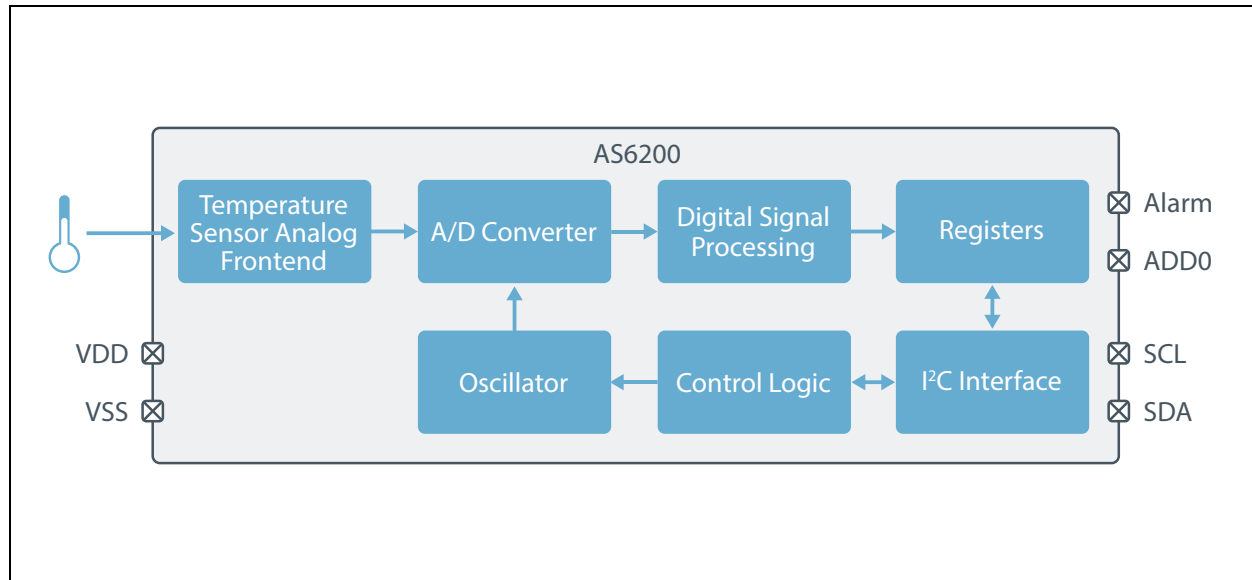 AS6200
Temperature
Sensor Analog
Frontend
A/D Converter
Digital Signal
Processing
Registers
Alarm
ADD0
VDD
VSS
Oscillator
Control Logic
I²C Interface
SCL
SDA